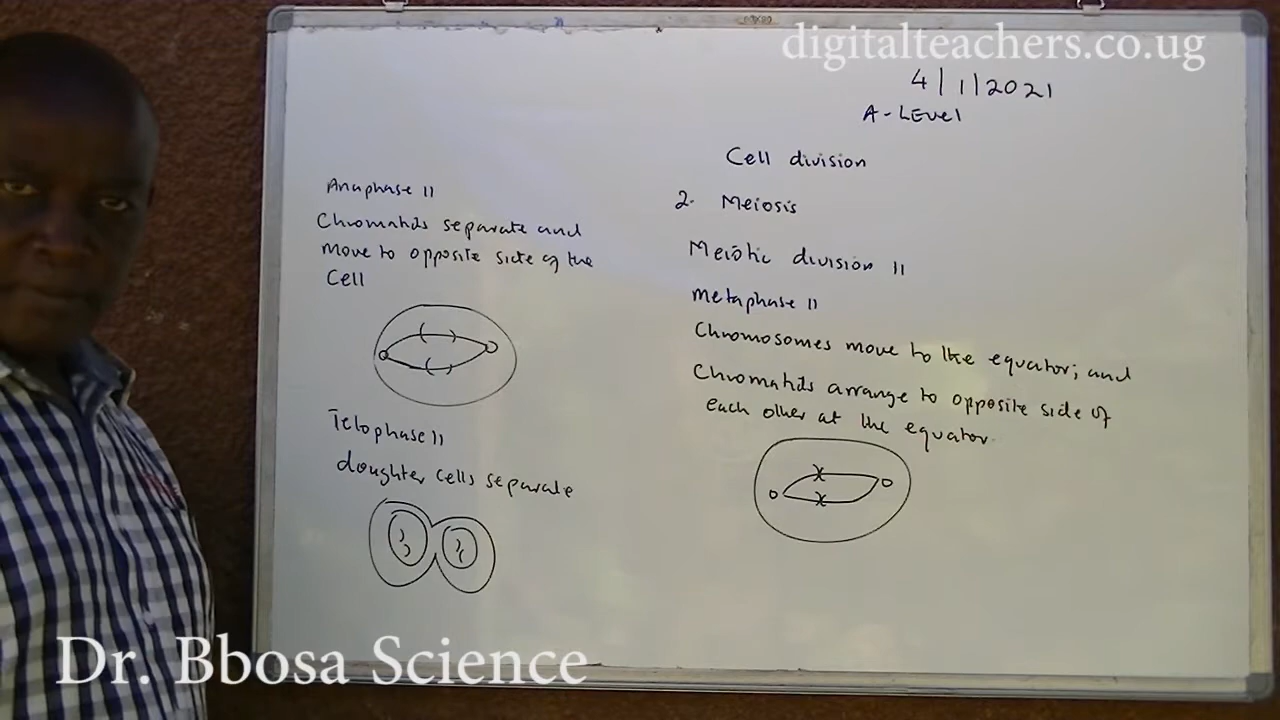 digitalteachers.co.ug
4/1/2021
A-LEVEL
Cell division
2. Meiosis
Meiotic division II
Metaphase II
Chromosomes move to the equator; and
Chromatids arrange to opposite side of
each other at the equator.
Anaphase II
Chromatids separate and
move to opposite side of the
Cell
Telophase II
doughter cells separate
Dr. Bbosa Science